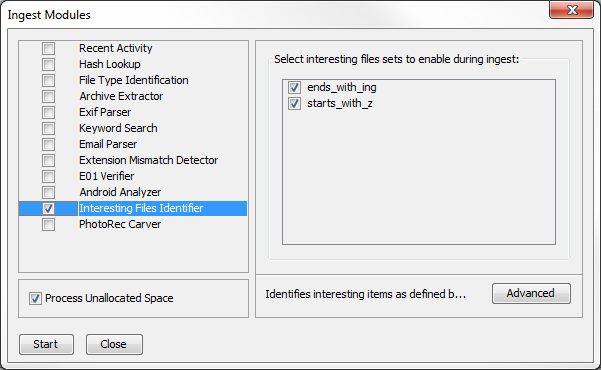 Ingest Modules
Recent Activity
Hash Lookup
File Type Identification
Archive Extractor
Exif Parser
Keyword Search
Email Parser
Extension Mismatch Detector
E01 Verifier
Android Analyzer
Interesting Files Identifier
PhotoRec Carver
Process Unallocated Space
Select interesting files sets to enable during ingest:
ends_with_ing
starts_with_z
Identifies interesting items as defined b...
Advanced
Start
Close